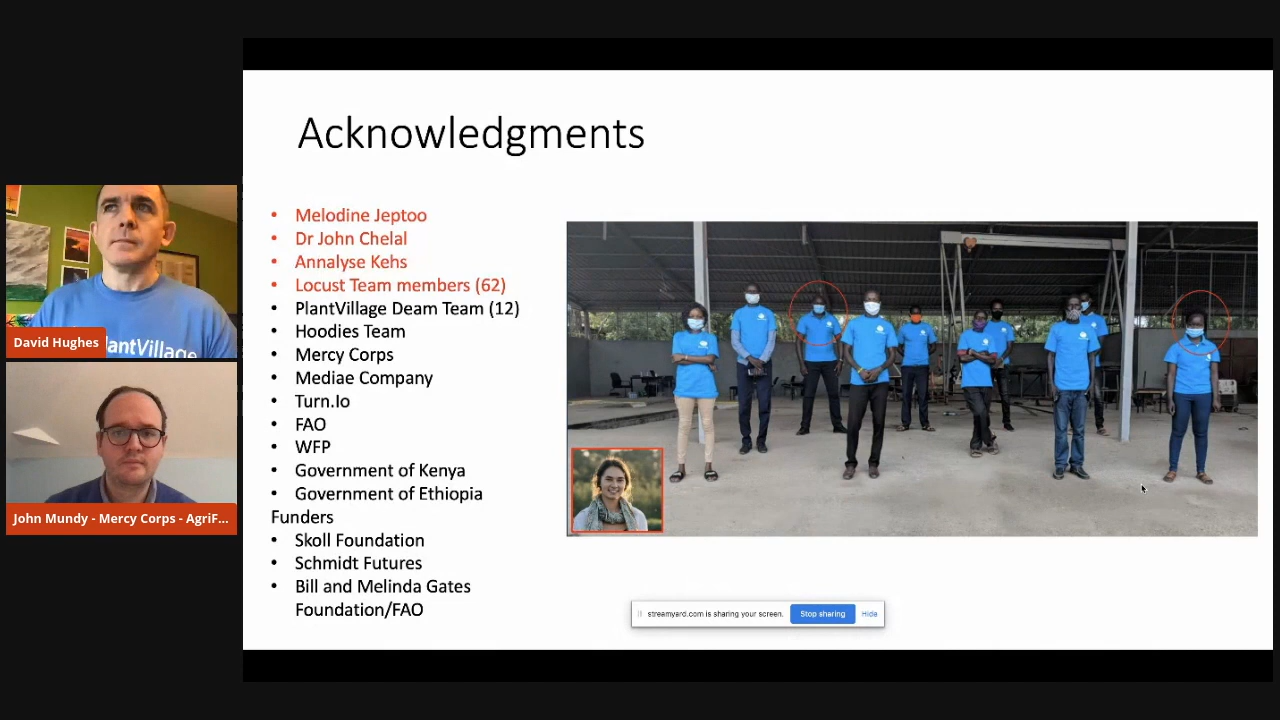 Acknowledgments
• Melodine Jeptoo
• Dr John Chelal
• Annalyse Kehs
• Locust Team members (62)
• PlantVillage Deam Team (12)
• Hoodies Team
• Mercy Corps
• Mediae Company
• Turn.Io
• FAO
• WFP
• Government of Kenya
• Government of Ethiopia
Funders
• Skoll Foundation
• Schmidt Futures
• Bill and Melinda Gates
Foundation/FAO
David Hughes
lantVillage
John Mundy - Mercy Corps - AgriF...
streamyard.com is sharing your screen. Stop sharing Hide